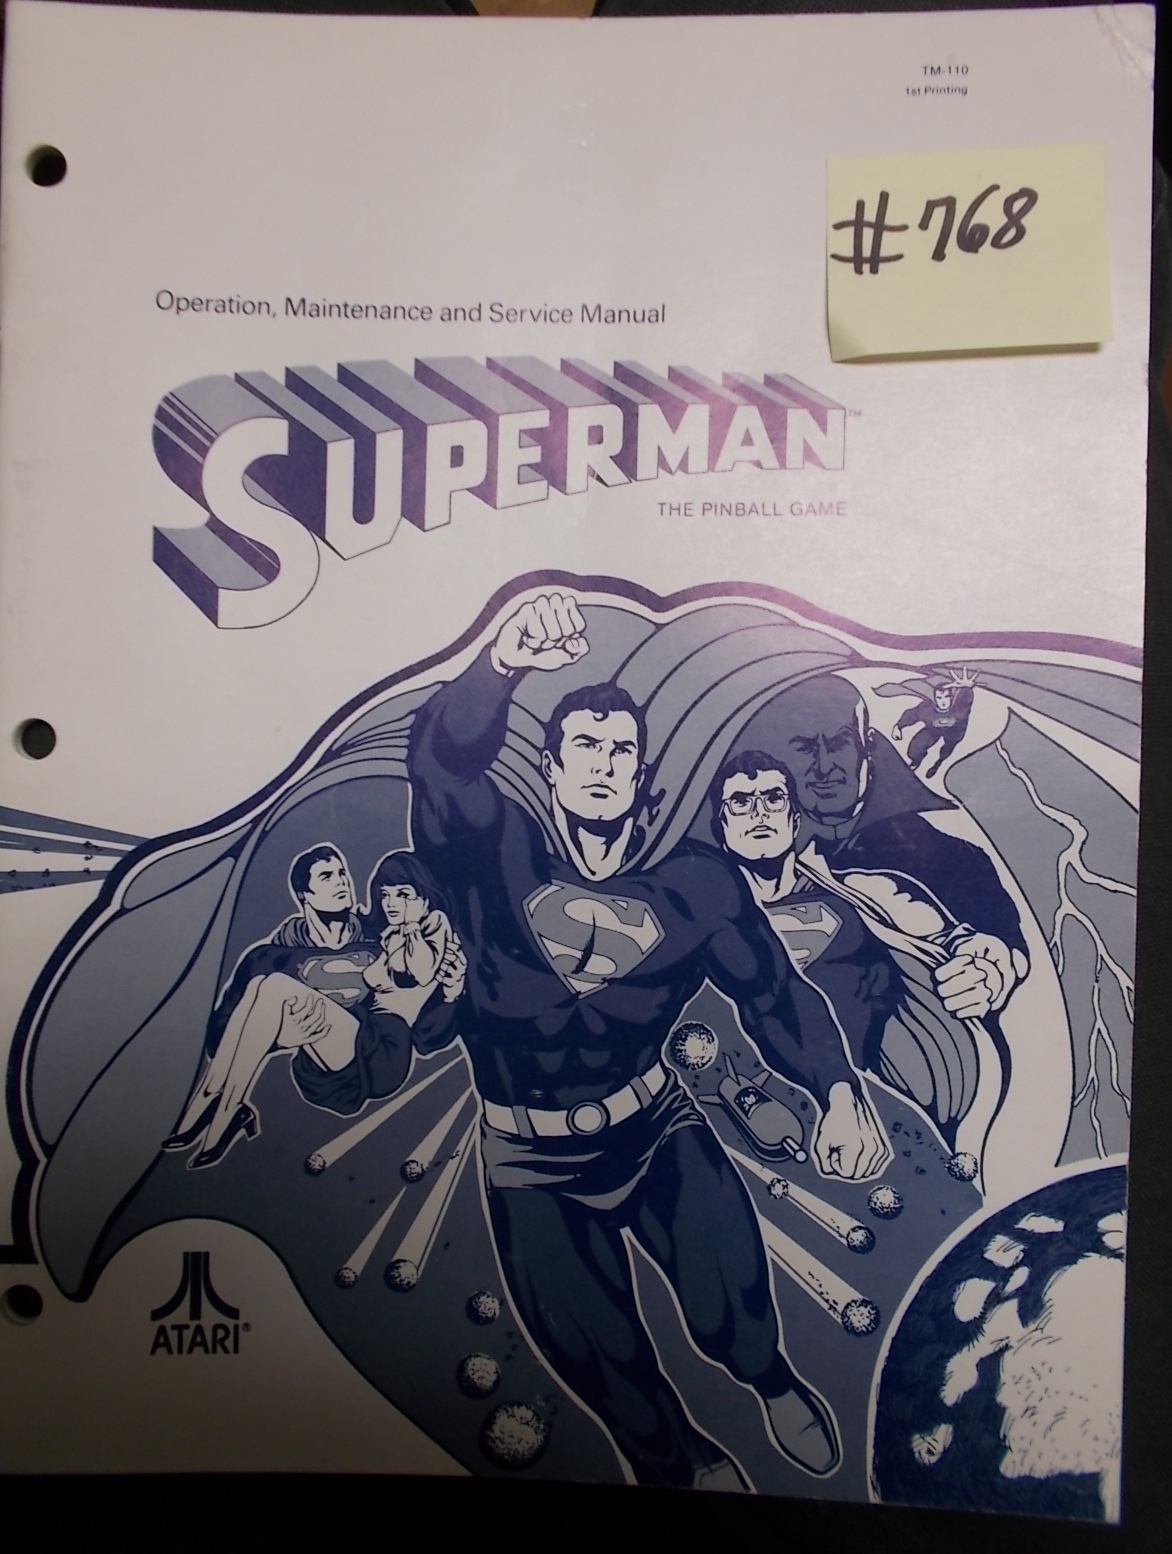 TM-110
1st Printing
#768
Operation, Maintenance and Service Manual
SUPERMAN™
THE PINBALL GAME
ATARI®